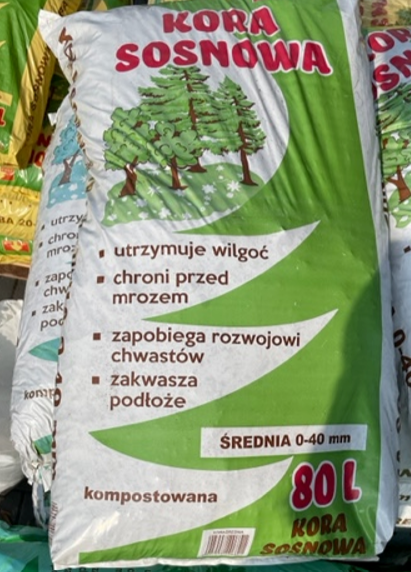 KORA
SOSNOWA
utrzymuje wilgoć
chroni przed
mrozem
zapobiega rozwojowi
chwastów
zakwasza
podłoże
ŚREDNIA 0-40 mm
80 L
kompostowana
KORA
SOSNOWA